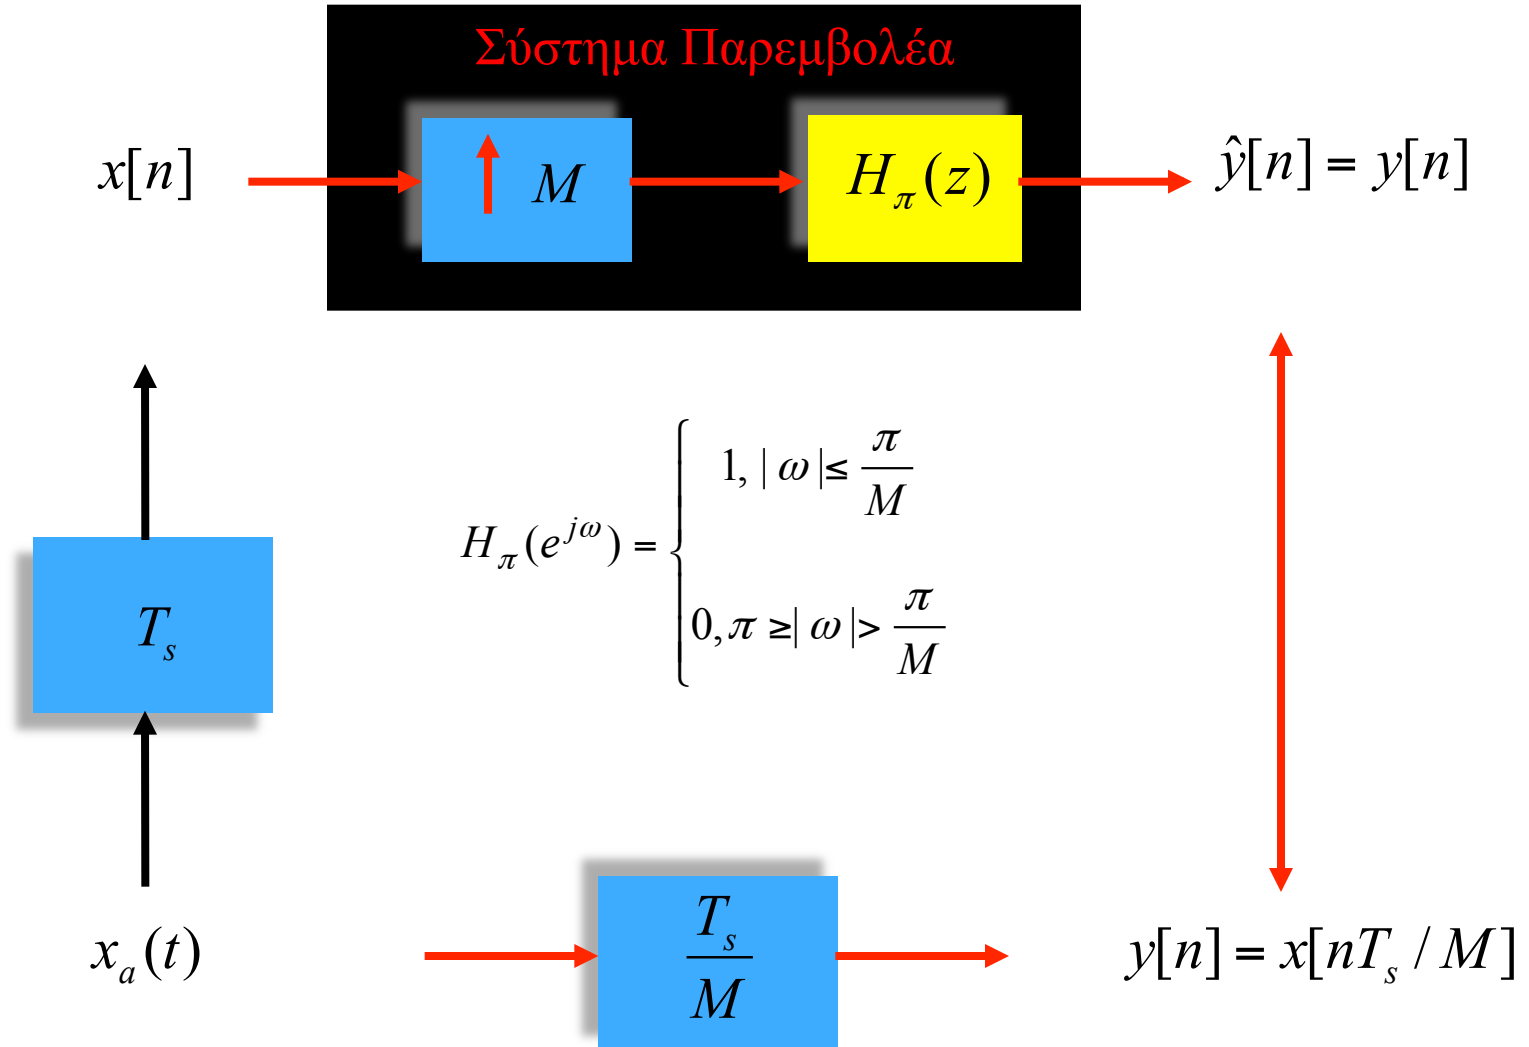 Σύστημα Παρεμβολέα
x[n]
↑ M
H_π(z)
ŷ[n] = y[n]
H_π(e^{jω}) = { 1, | ω |≤ π/M
0, π ≥| ω |> π/M
T_s
x_a(t)
T_s/M
y[n] = x[nT_s / M]